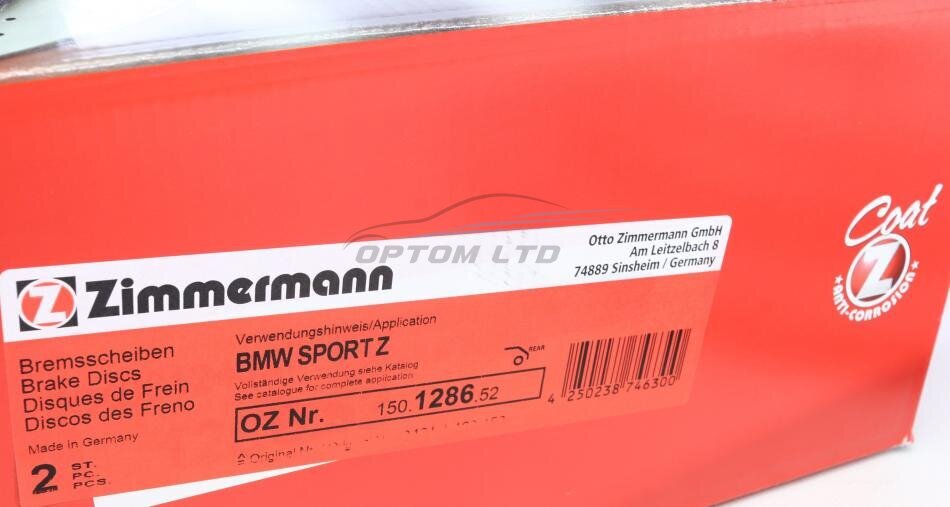 OPTOM LTD
Zimmermann
Otto Zimmermann GmbH
Am Leitzelbach 8
74889 Sinsheim / Germany
Coat
Z
ANTI-CORROSION
Bremsscheiben
Brake Discs
Disques de Frein
Discos des Freno
Made in Germany
2 ST.
PC.
PCS.
Verwendungshinweis/Application
BMW SPORT Z
Vollständige Verwendung siehe Katalog
See catalogue for complete application
REAR
OZ Nr. 150.1286.52
Original
4 250238 746300